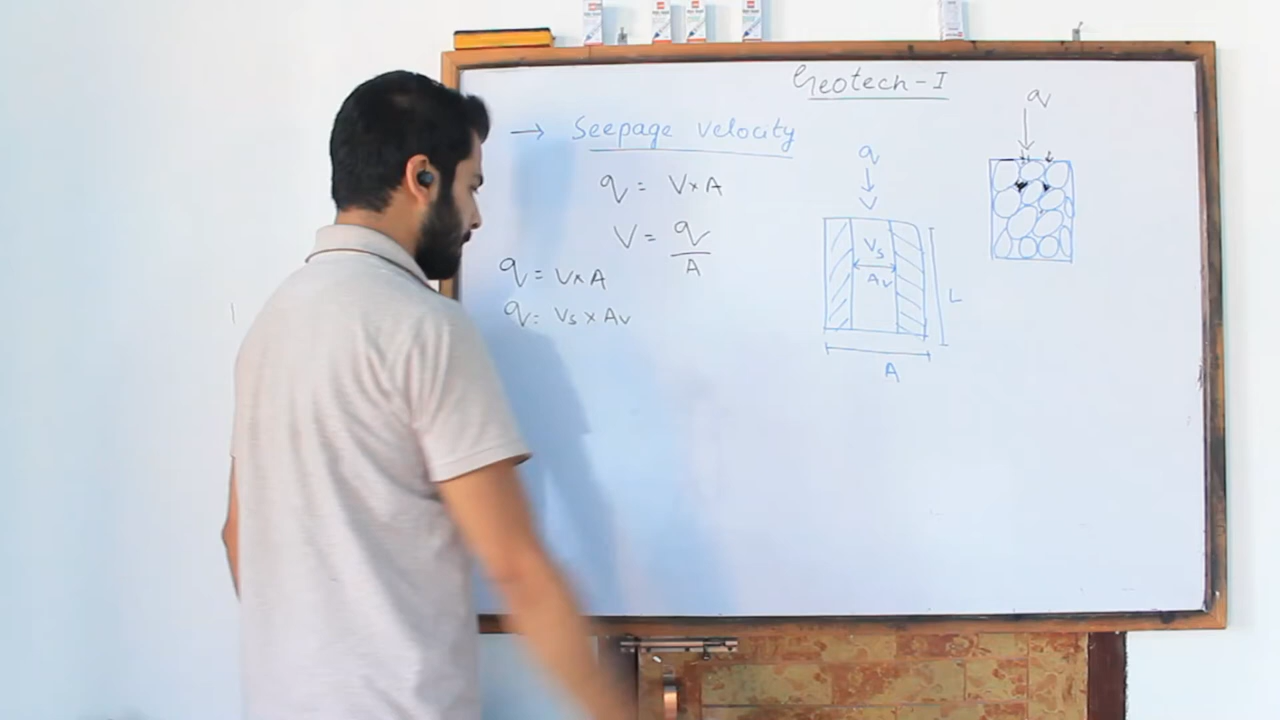 Geotech-I
→ Seepage velocity
q = V×A
V = q/A
q = V×A
q = Vs × Av
q
Vs
Av
L
A
q